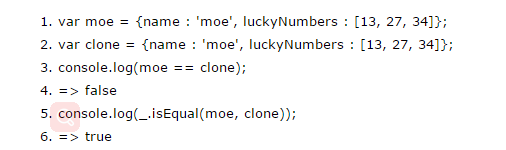 1. var moe = {name : 'moe', luckyNumbers : [13, 27, 34]};
2. var clone = {name : 'moe', luckyNumbers : [13, 27, 34]};
3. console.log(moe == clone);
4. => false
5. console.log(_.isEqual(moe, clone));
6. => true